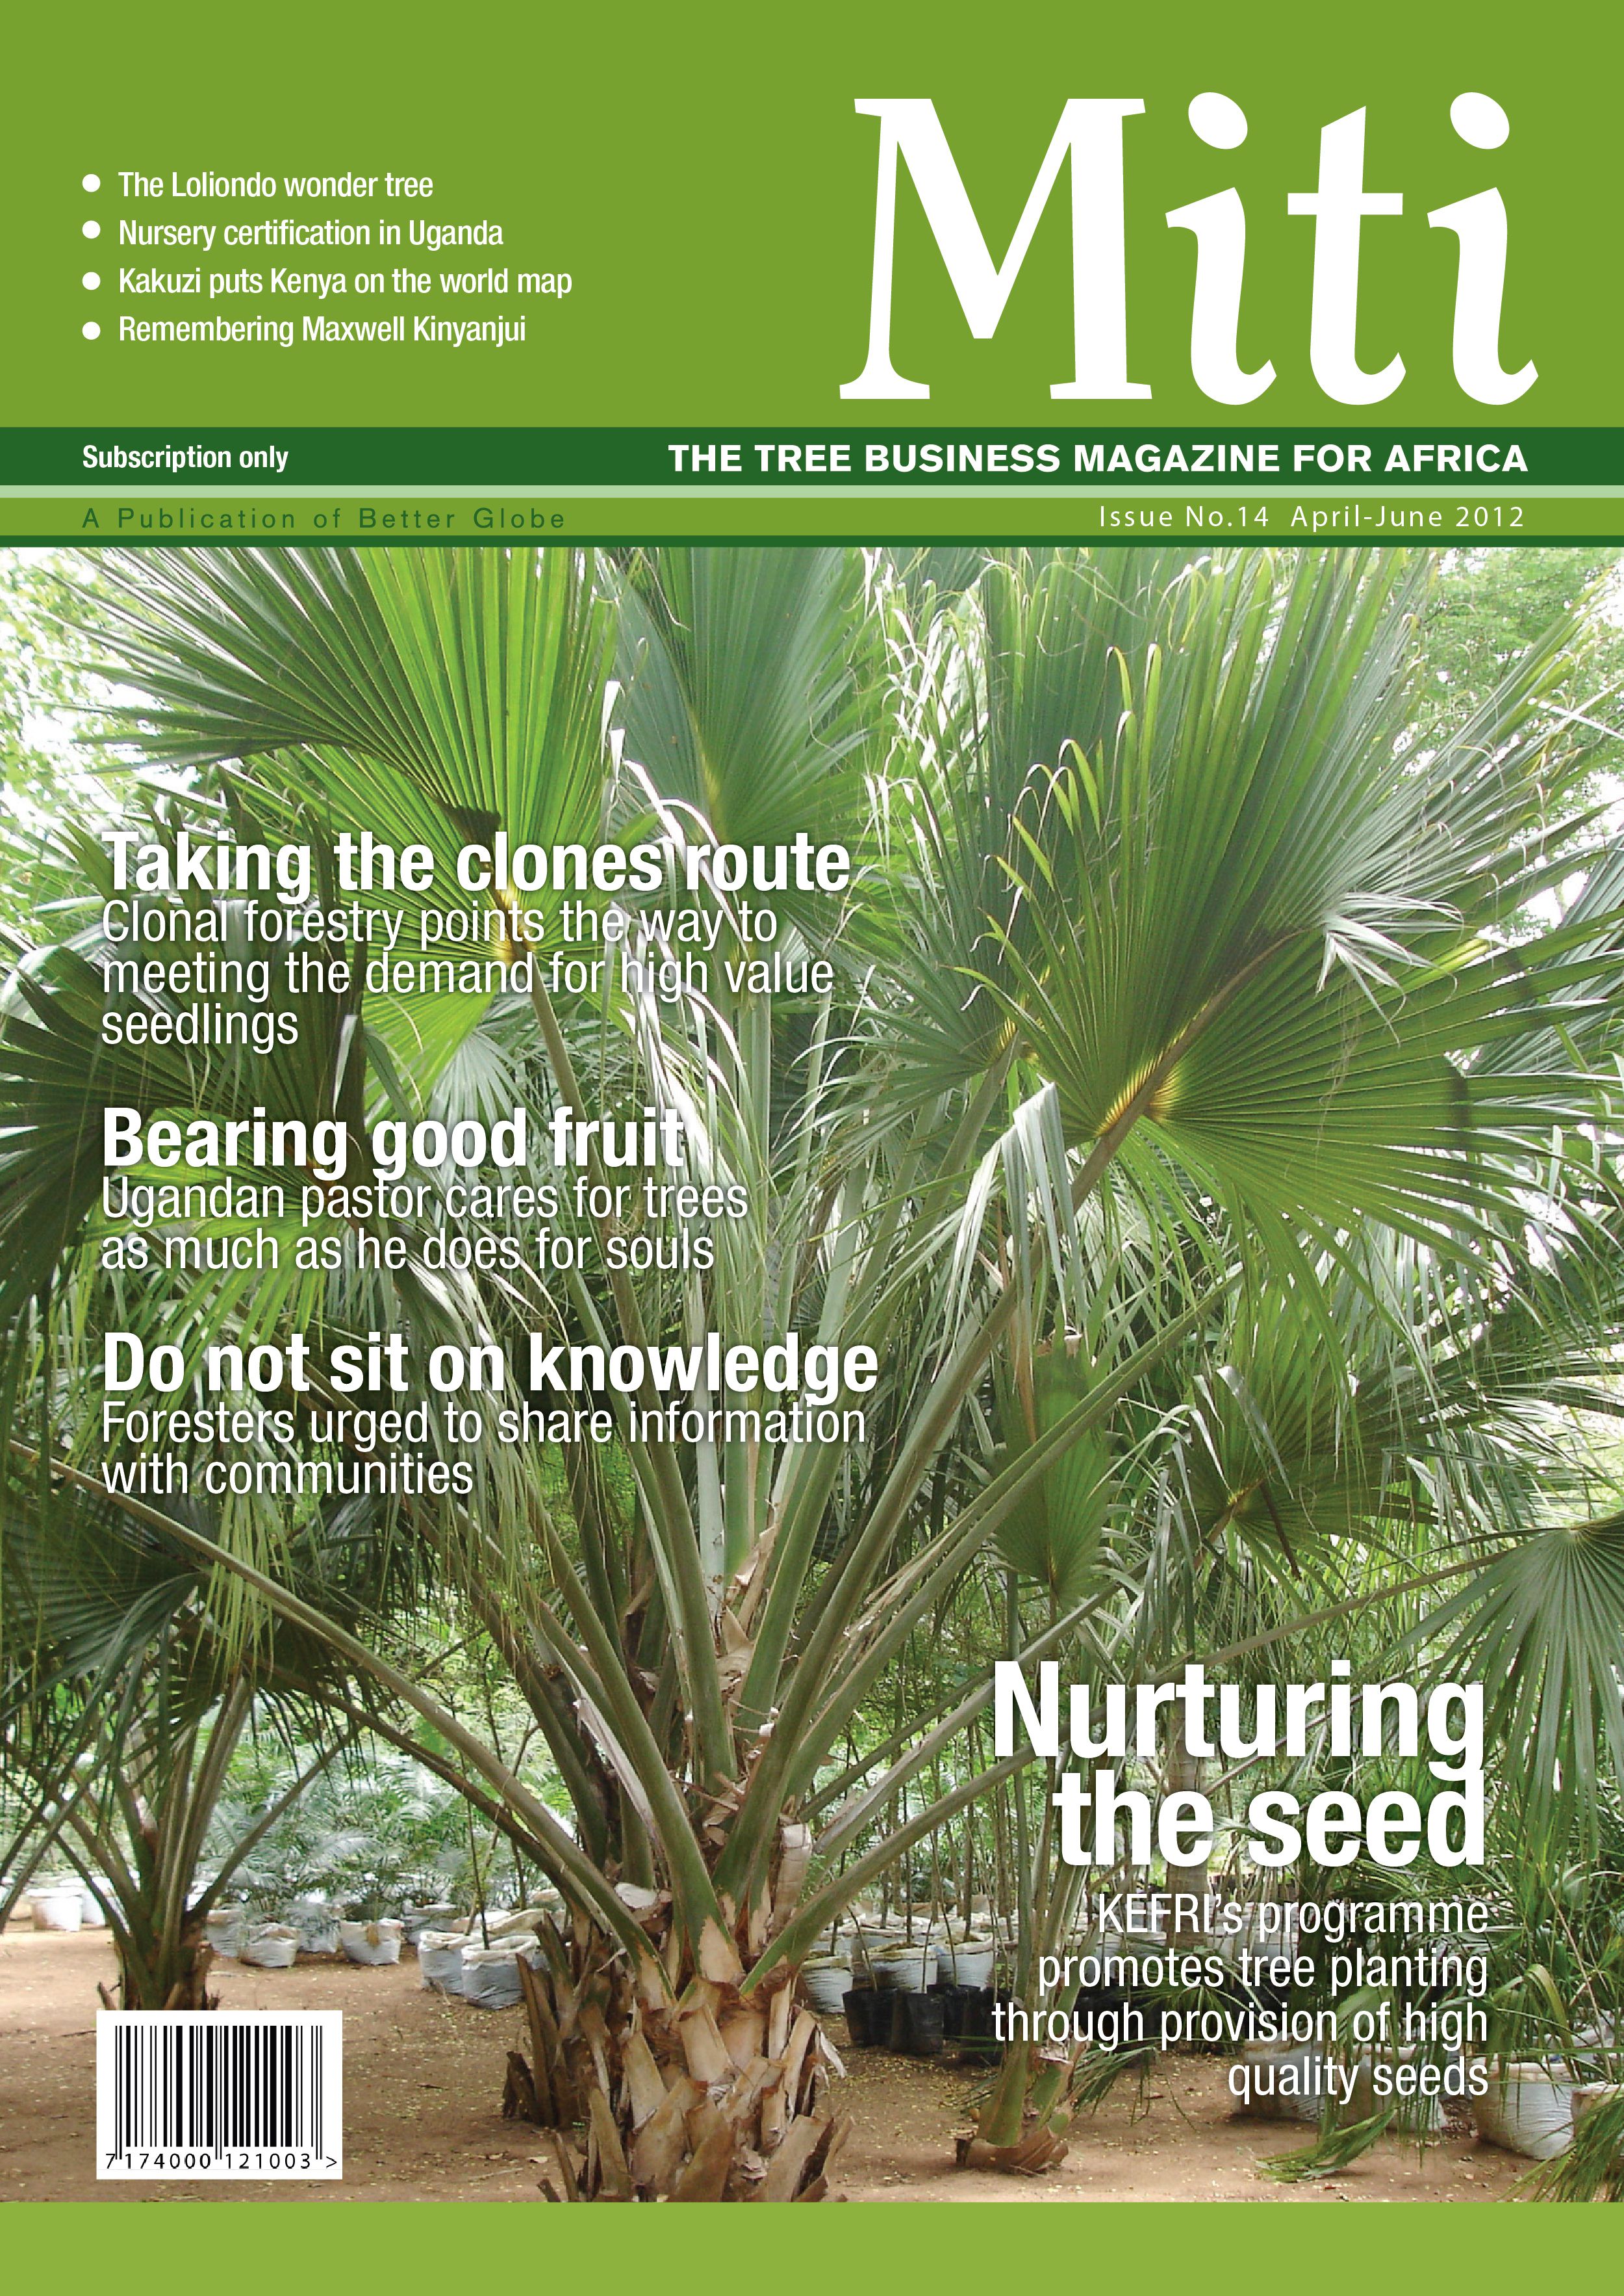 Miti
The Loliondo wonder tree
Nursery certification in Uganda
Kakuzi puts Kenya on the world map
Remembering Maxwell Kinyanjui
Subscription only
THE TREE BUSINESS MAGAZINE FOR AFRICA
A Publication of Better Globe
Issue No.14 April-June 2012
Taking the clones route
Clonal forestry points the way to
meeting the demand for high value
seedlings
Bearing good fruit
Ugandan pastor cares for trees
as much as he does for souls
Do not sit on knowledge
Foresters urged to share information
with communities
Nurturing
the seed
KEFRI's programme
promotes tree planting
through provision of high
quality seeds
7 174000 121003 >